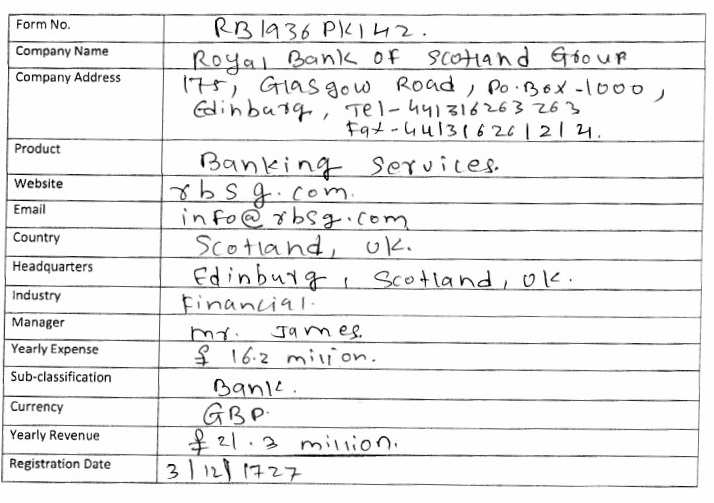 Form No. RB1936PK142.
Company Name Royal Bank of Scotland Group
Company Address 175, Glasgow Road, Po.Box-1000,
Edinburg, Tel-441316263263
Fax-441316261212.
Product Banking Services.
Website rbsg.com.
Email info@rbsg.com
Country Scotland, UK.
Headquarters Edinburg, Scotland, UK.
Industry Financial.
Manager Mr. James.
Yearly Expense £ 16.2 million.
Sub-classification Bank.
Currency GBP.
Yearly Revenue £ 21.3 million.
Registration Date 3/12/1727